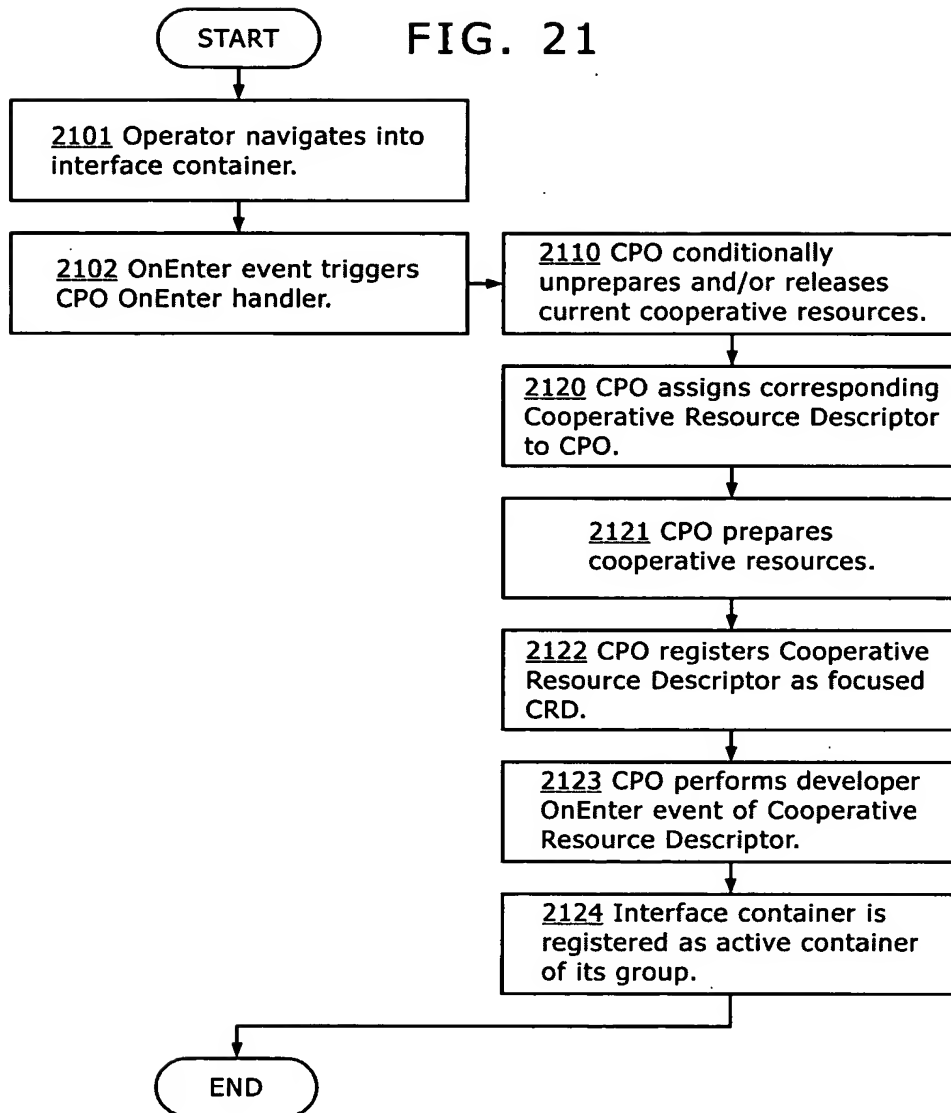 START
FIG. 21
2101 Operator navigates into
interface container.
2102 OnEnter event triggers
CPO OnEnter handler.
2110 CPO conditionally
unprepares and/or releases
current cooperative resources.
2120 CPO assigns corresponding
Cooperative Resource Descriptor
to CPO.
2121 CPO prepares
cooperative resources.
2122 CPO registers Cooperative
Resource Descriptor as focused
CRD.
2123 CPO performs developer
OnEnter event of Cooperative
Resource Descriptor.
2124 Interface container is
registered as active container
of its group.
END